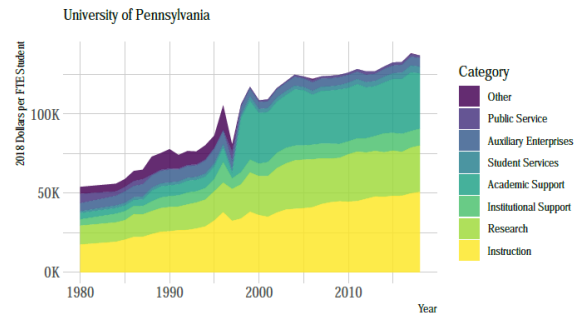 University of Pennsylvania
2018 Dollars per FTE Student
100K
50K
0K
1980
1990
2000
2010
Year
Category
Other
Public Service
Auxiliary Enterprises
Student Services
Academic Support
Institutional Support
Research
Instruction